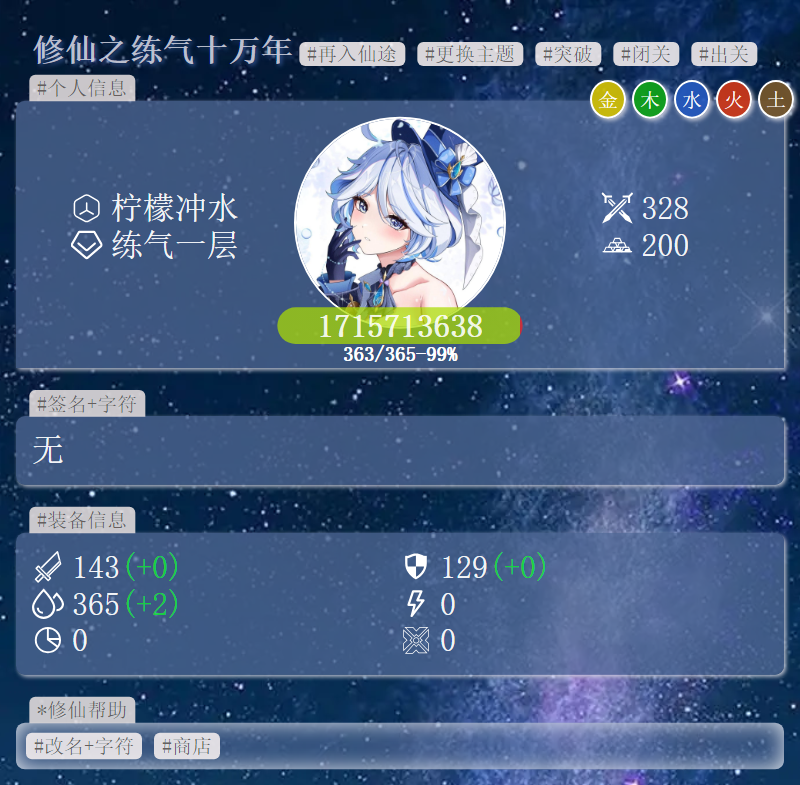 修仙之练气十万年 #再入仙途 #更换主题 #突破 #闭关 #出关
#个人信息
金 木 水 火 土
柠檬冲水 328
练气一层 200
1715713638
363/365-99%
#签名+字符
无
#装备信息
143(+0) 129(+0)
365(+2) 0
0 0
*修仙帮助
#改名+字符 #商店